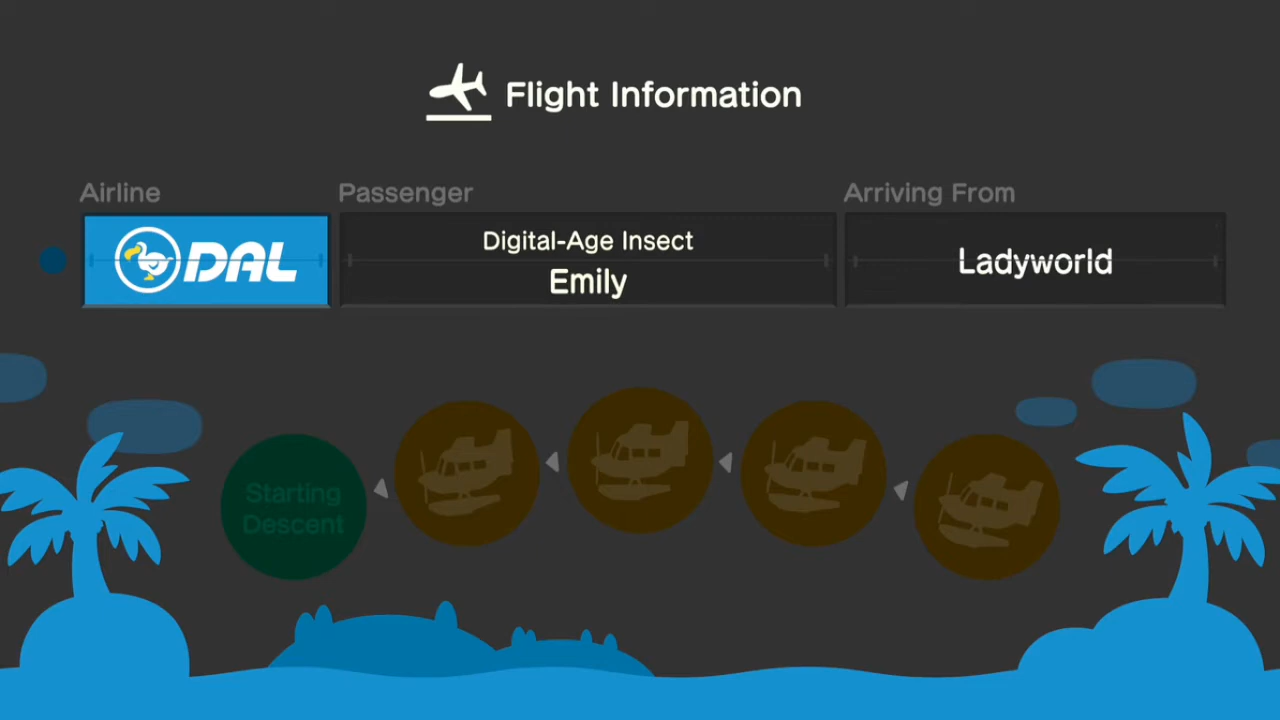 Flight Information
Airline
Passenger
Arriving From
DAL
Digital-Age Insect
Emily
Ladyworld
Starting
Descent